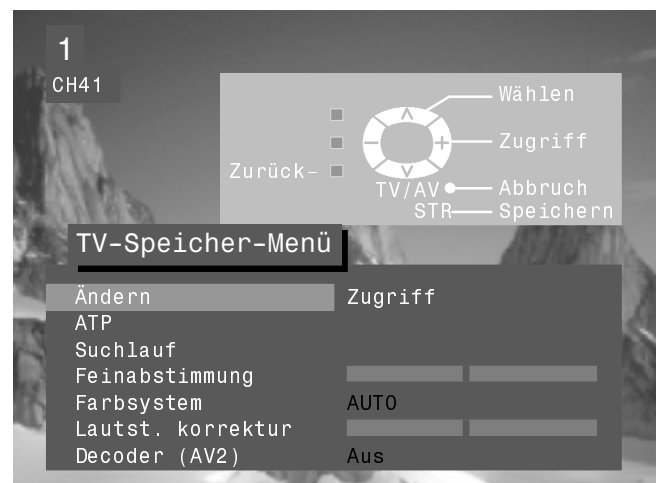 1
CH41
Wählen
Zugriff
Zurück–
TV/AV Abbruch
STR Speichern
TV–Speicher–Menü
Ändern Zugriff
ATP
Suchlauf
Feinabstimmung
Farbsystem AUTO
Lautst. korrektur
Decoder (AV2) Aus